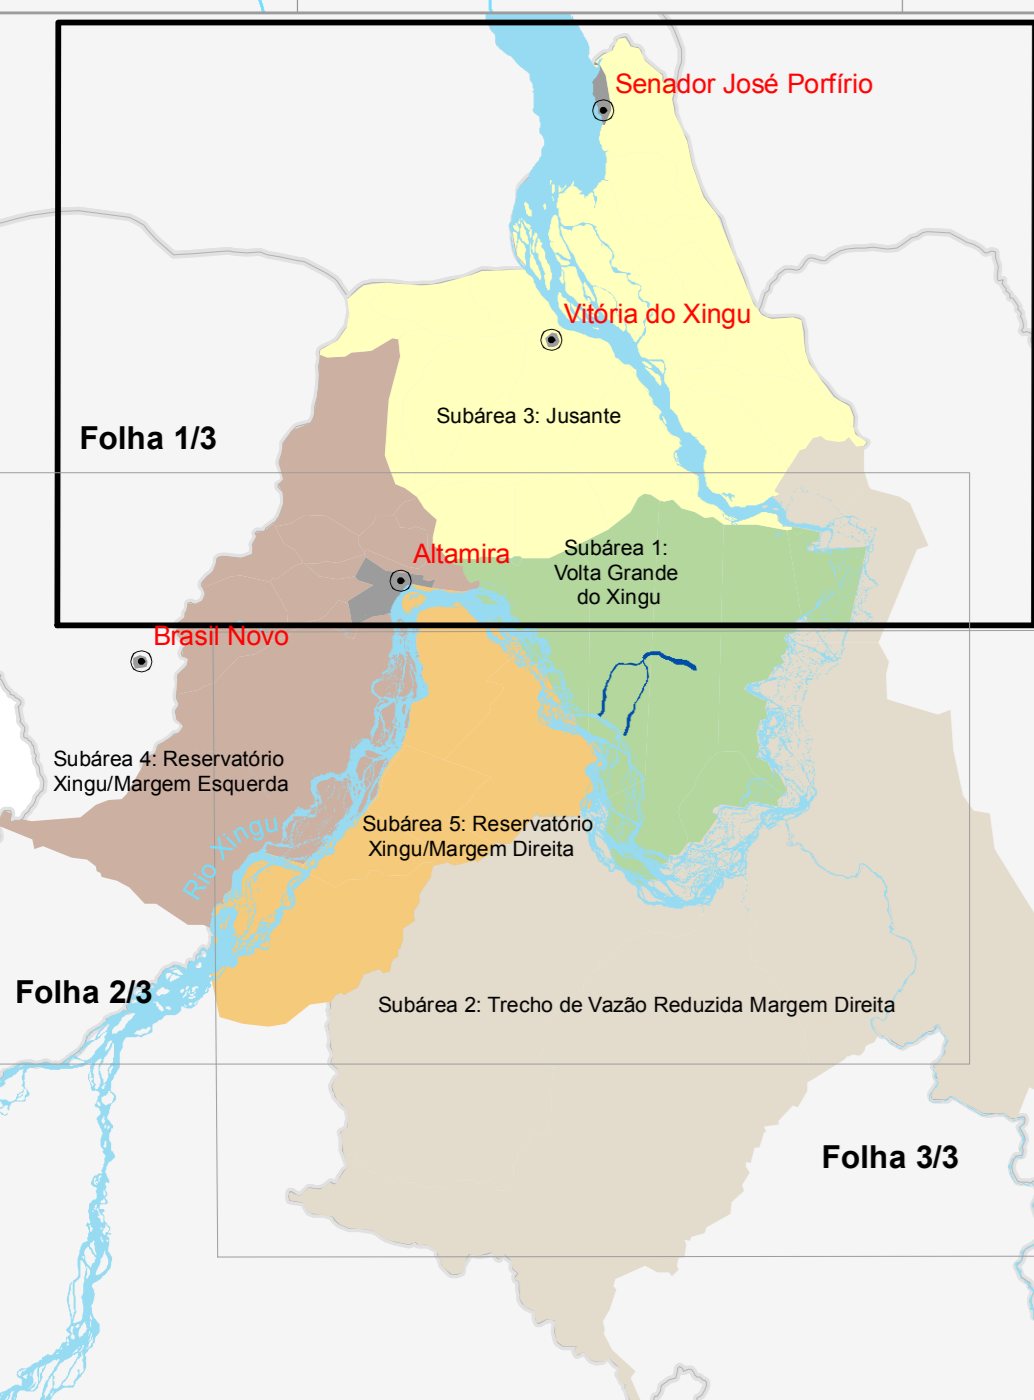 Senador José Porfírio
Vitória do Xingu
Subárea 3: Jusante
Folha 1/3
Altamira
Subárea 1:
Volta Grande
do Xingu
Brasil Novo
Subárea 4: Reservatório
Xingu/Margem Esquerda
Rio Xingu
Subárea 5: Reservatório
Xingu/Margem Direita
Folha 2/3
Subárea 2: Trecho de Vazão Reduzida Margem Direita
Folha 3/3